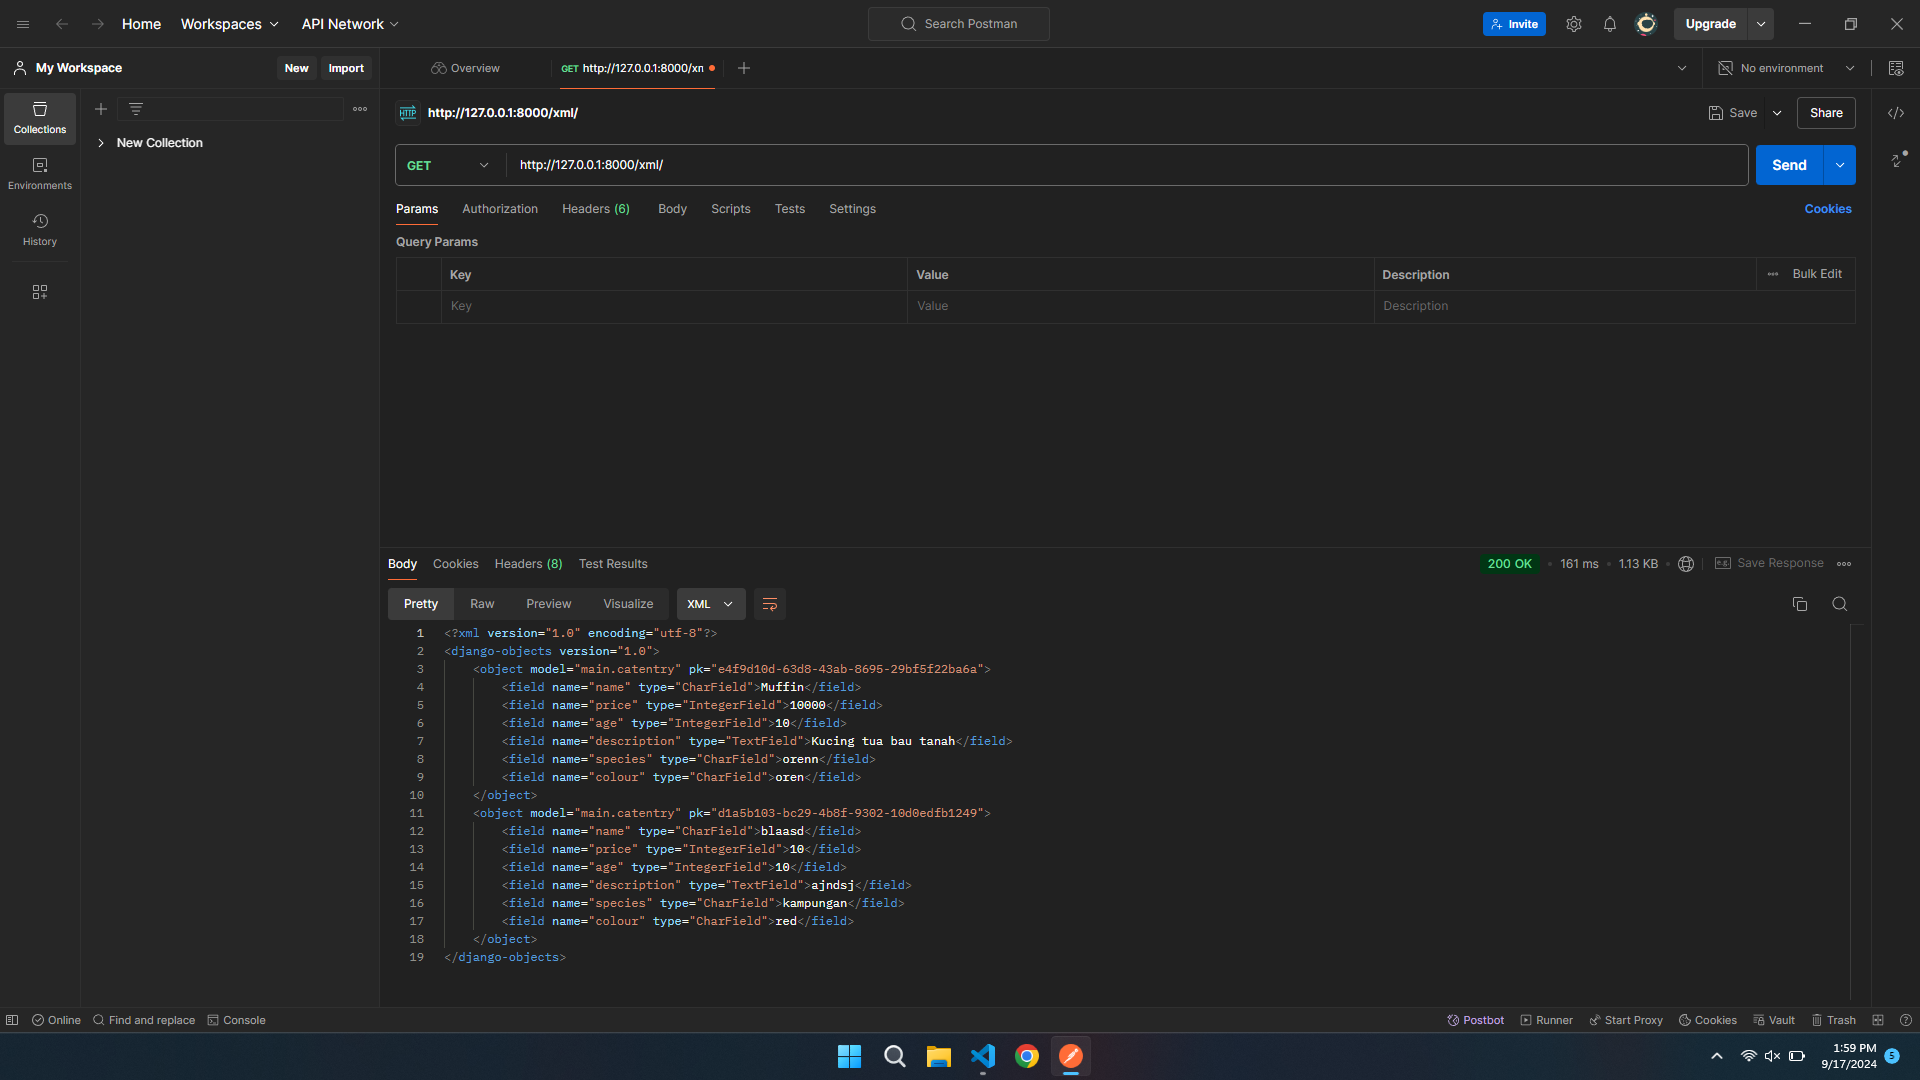 Home Workspaces API Network Search Postman Invite Upgrade
My Workspace New Import Overview GET http://127.0.0.1:8000/xn No environment
Collections
Environments
History
New Collection
HTTP http://127.0.0.1:8000/xml/ Save Share
GET http://127.0.0.1:8000/xml/ Send
Params Authorization Headers (6) Body Scripts Tests Settings Cookies
Query Params
Key Value Description Bulk Edit
Key Value Description
Body Cookies Headers (8) Test Results 200 OK 161 ms 1.13 KB e.g. Save Response
Pretty Raw Preview Visualize XML
1 <?xml version="1.0" encoding="utf-8"?>
2 <django-objects version="1.0">
3 <object model="main.catentry" pk="e4f9d10d-63d8-43ab-8695-29bf5f22ba6a">
4 <field name="name" type="CharField">Muffin</field>
5 <field name="price" type="IntegerField">10000</field>
6 <field name="age" type="IntegerField">10</field>
7 <field name="description" type="TextField">Kucing tua bau tanah</field>
8 <field name="species" type="CharField">orenn</field>
9 <field name="colour" type="CharField">oren</field>
10 </object>
11 <object model="main.catentry" pk="d1a5b103-bc29-4b8f-9302-10d0edfb1249">
12 <field name="name" type="CharField">blaasd</field>
13 <field name="price" type="IntegerField">10</field>
14 <field name="age" type="IntegerField">10</field>
15 <field name="description" type="TextField">ajndsj</field>
16 <field name="species" type="CharField">kampungan</field>
17 <field name="colour" type="CharField">red</field>
18 </object>
19 </django-objects>
Online Find and replace Console Postbot Runner Start Proxy Cookies Vault Trash
1:59 PM
9/17/2024 5